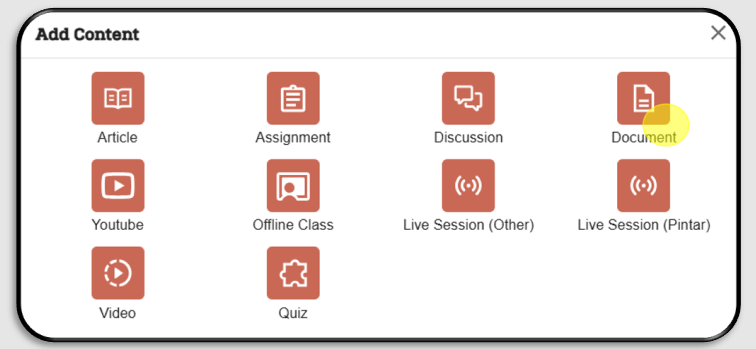 Add Content
Article Assignment Discussion Document
Youtube Offline Class Live Session (Other) Live Session (Pintar)
Video Quiz